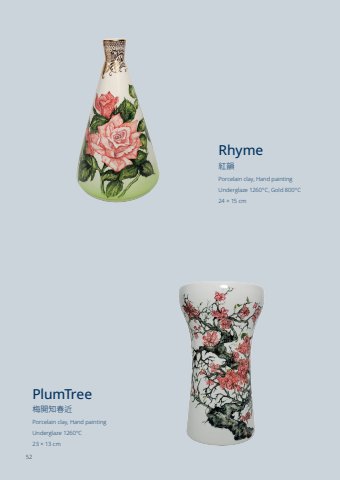 Rhyme
紅韻
Porcelain clay, Hand painting
Underglaze 1260°C, Gold 800°C
24 × 15 cm
PlumTree
梅開知春近
Porcelain clay, Hand painting
Underglaze 1260°C
23 × 13 cm
52